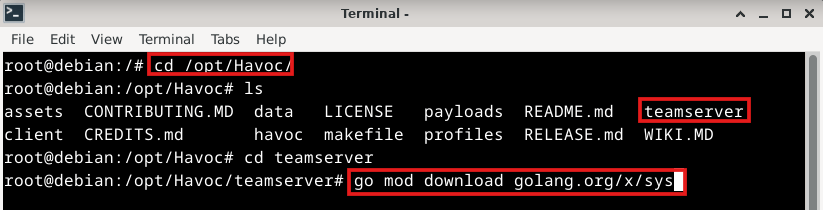 Terminal -
File Edit View Terminal Tabs Help
root@debian:/# cd /opt/Havoc/
root@debian:/opt/Havoc# ls
assets CONTRIBUTING.MD data LICENSE payloads README.md teamserver
client CREDITS.md havoc makefile profiles RELEASE.md WIKI.MD
root@debian:/opt/Havoc# cd teamserver
root@debian:/opt/Havoc/teamserver# go mod download golang.org/x/sys